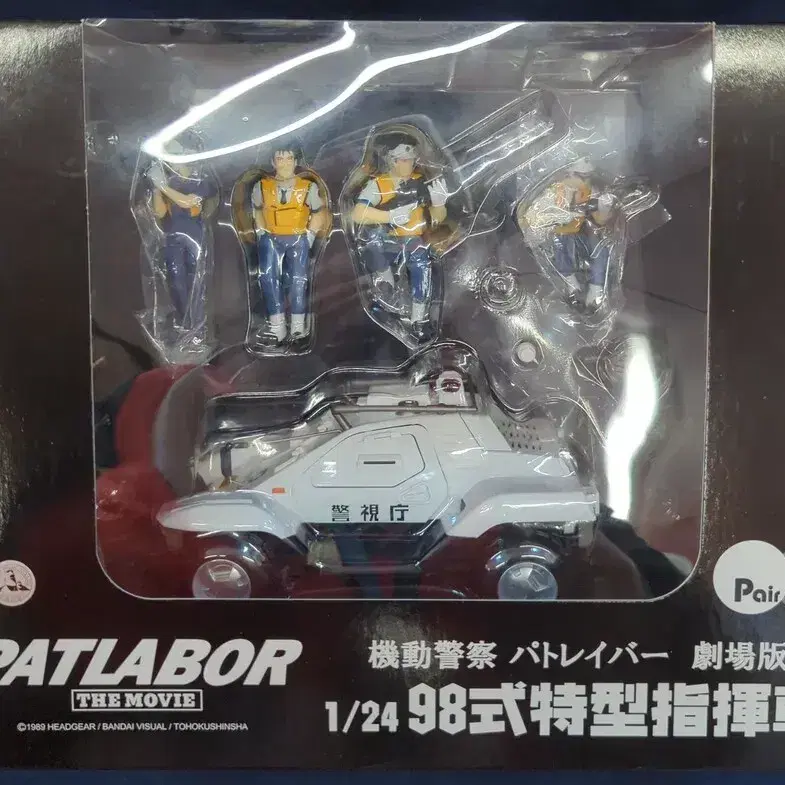 警視庁
Pair
PATLABOR
THE MOVIE
©1989 HEADGEAR / BANDAI VISUAL / TOHOKUSHINSHA
機動警察 パトレイバー 劇場版
1/24 98式特型指揮車